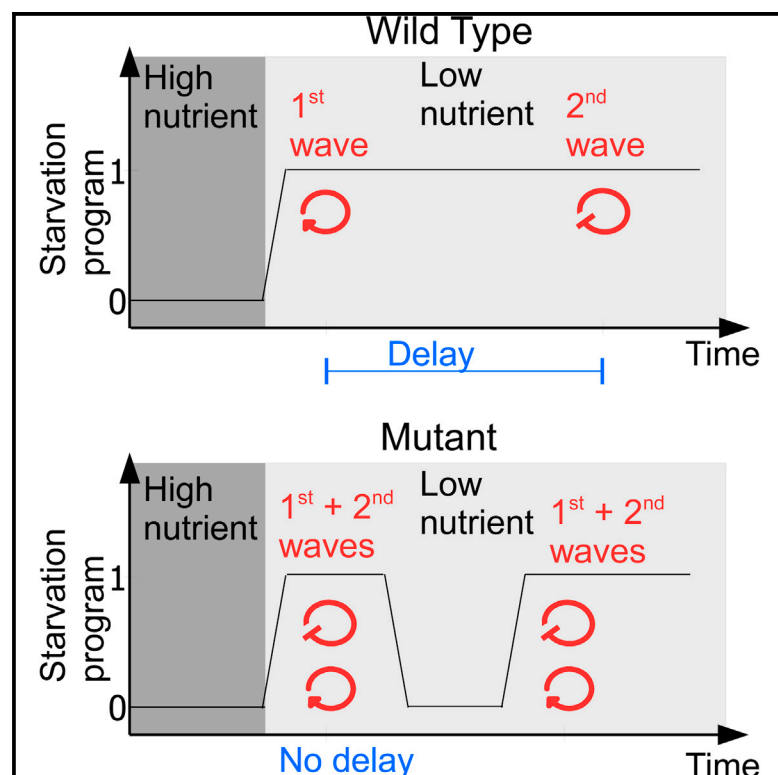 Wild Type
High
nutrient
Low
nutrient
1st
wave
2nd
wave
Starvation
program
1
0
Time
Delay
Mutant
High
nutrient
Low
nutrient
1st + 2nd
waves
1st + 2nd
waves
Starvation
program
1
0
Time
No delay